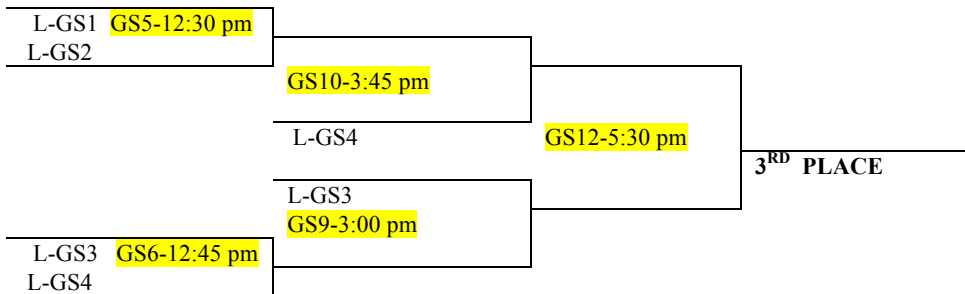 L-GS1 GS5-12:30 pm
L-GS2
GS10-3:45 pm
L-GS4
GS12-5:30 pm
3RD PLACE
L-GS3
GS9-3:00 pm
L-GS3 GS6-12:45 pm
L-GS4